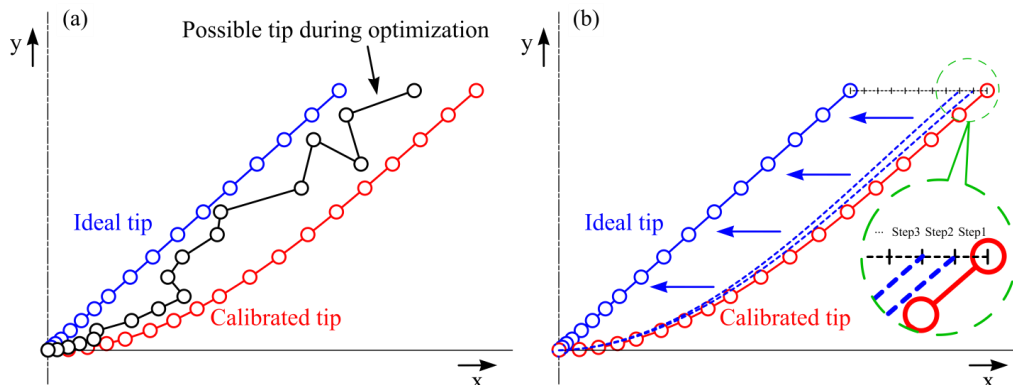 (a)
Possible tip during optimization
y
Ideal tip
Calibrated tip
x
(b)
y
Ideal tip
... Step3 Step2 Step1
Calibrated tip
x